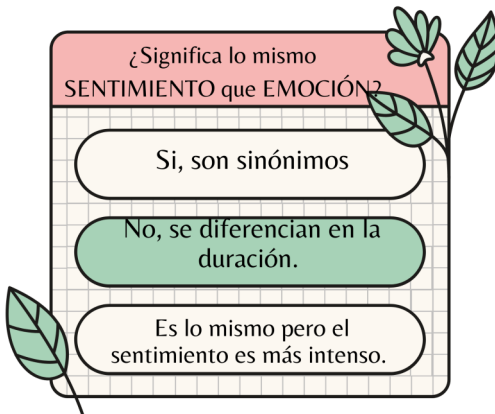 ¿Significa lo mismo
SENTIMIENTO que EMOCIÓN?
Si, son sinónimos
No, se diferencian en la
duración.
Es lo mismo pero el
sentimiento es más intenso.